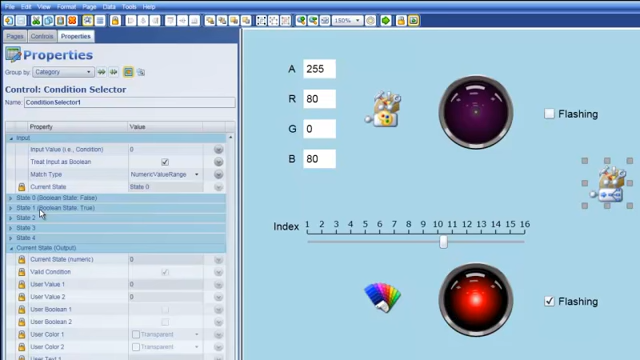 File Edit View Format Page Data Tools Help
150%
Pages Controls Properties
Properties
Group by: Category
Control: Condition Selector
Name: ConditionSelector1
Property Value
Input
Input Value (i.e., Condition) 0
Treat Input as Boolean
Match Type Numeric/ValueRange
Current State State 0
State 0 (Boolean State: False)
State 1 (Boolean State: True)
State 2
State 3
State 4
Current State (Output)
Current State (numeric) 0
Valid Condition
User Value 1 0
User Value 2 0
User Boolean 1
User Boolean 2
User Color 1 Transparent
User Color 2 Transparent
User Text 1
A 255
R 80
G 0
B 80
Flashing
Index 1 2 3 4 5 6 7 8 9 10 11 12 13 14 15 16
Flashing